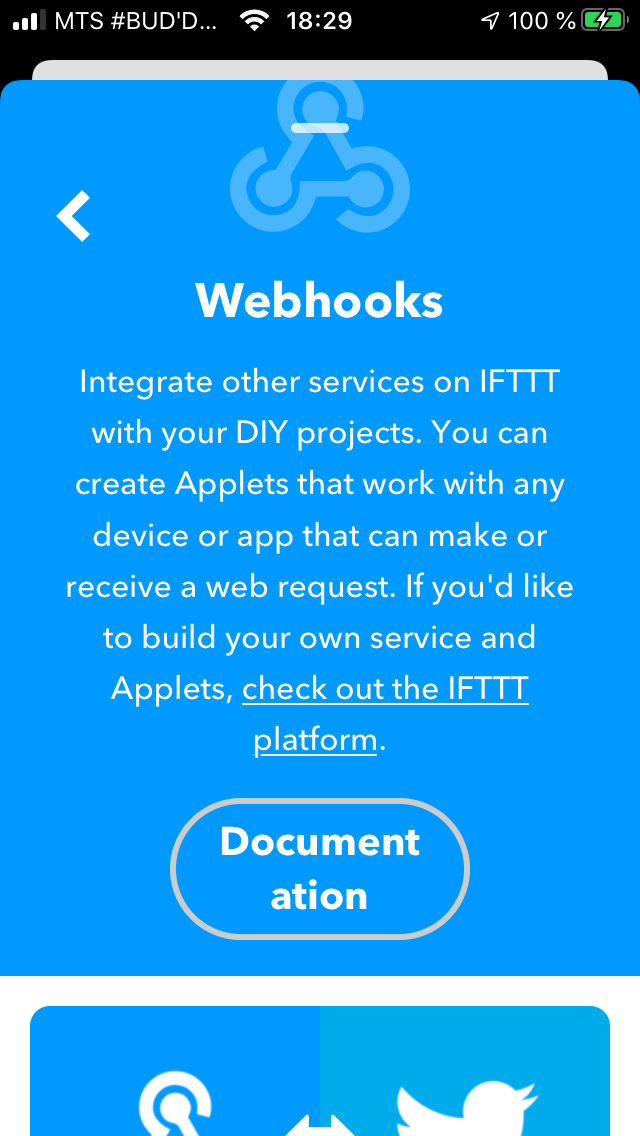 MTS #BUD'D... 18:29 100 %
Webhooks
Integrate other services on IFTTT
with your DIY projects. You can
create Applets that work with any
device or app that can make or
receive a web request. If you'd like
to build your own service and
Applets, check out the IFTTT
platform.
Document
ation